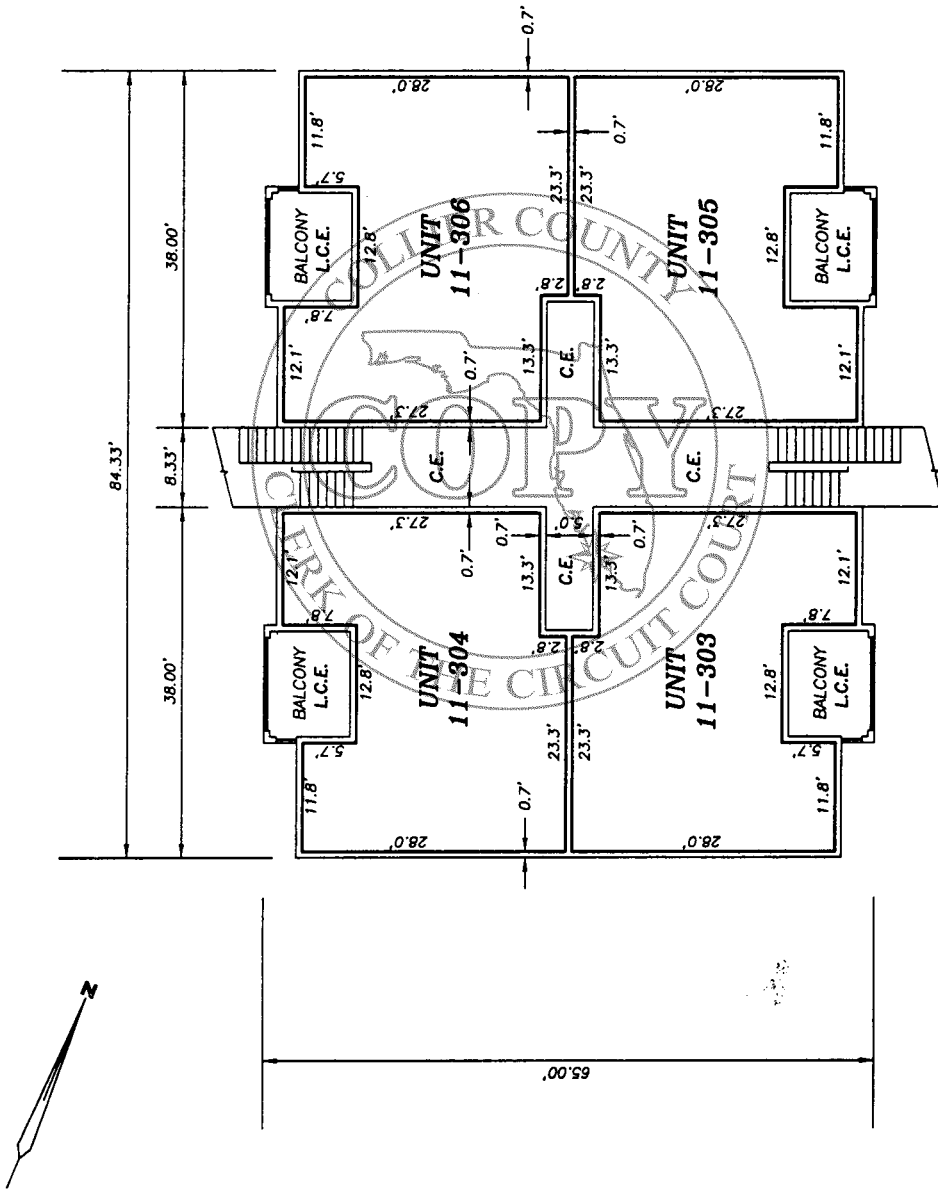 0.7'
84.33'
38.00'
8.33'
38.00'
11.8'
28.0'
28.0'
11.8'
5.7'
BALCONY
L.C.E.
12.8'
7.8'
UNIT
11-306
23.3'
23.3'
0.7'
UNIT
11-305
12.8'
BALCONY
L.C.E.
2.8'
2.8'
12.1'
13.3'
C.E.
13.3'
12.1'
0.7'
27.3'
27.3'
C.E.
C.E.
27.3'
27.3'
0.7'
0.7'
5.0'
0.7'
12.1'
13.3'
C.E.
13.3'
12.1'
7.8'
7.8'
BALCONY
L.C.E.
12.8'
UNIT
11-304
2.8'
2.8'
UNIT
11-303
12.8'
BALCONY
L.C.E.
5.7'
5.7'
23.3'
23.3'
11.8'
0.7'
11.8'
28.0'
28.0'
N
65.00'
COLLIER COUNTY
COPY
CLERK OF THE CIRCUIT COURT